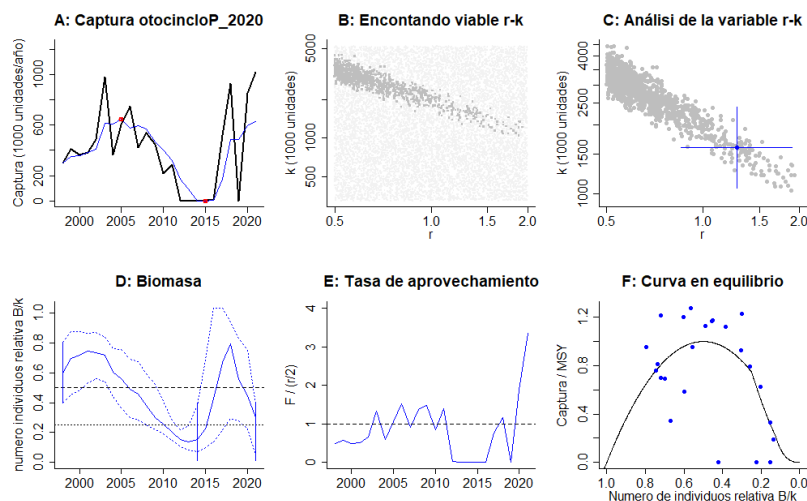 A: Captura otocincloP_2020
B: Encontando viable r-k
C: Análisi de la variable r-k
Captura (1000 unidades/año)
0 200 600 1000
2000 2005 2010 2015 2020
k (1000 unidades)
500 1000 5000
0.5 1.0 1.5 2.0
r
k (1000 unidades)
1000 1500 2500 4000
0.5 1.0 1.5 2.0
r
D: Biomasa
E: Tasa de aprovechamiento
F: Curva en equilibrio
numero individuos relativa B/k
0.0 0.2 0.4 0.6 0.8 1.0
2000 2005 2010 2015 2020
F / (r/2)
0 1 2 3 4
2000 2005 2010 2015 2020
Captura / MSY
0.0 0.4 0.8 1.2
1.0 0.8 0.6 0.4 0.2 0.0
Numero de individuos relativa B/k